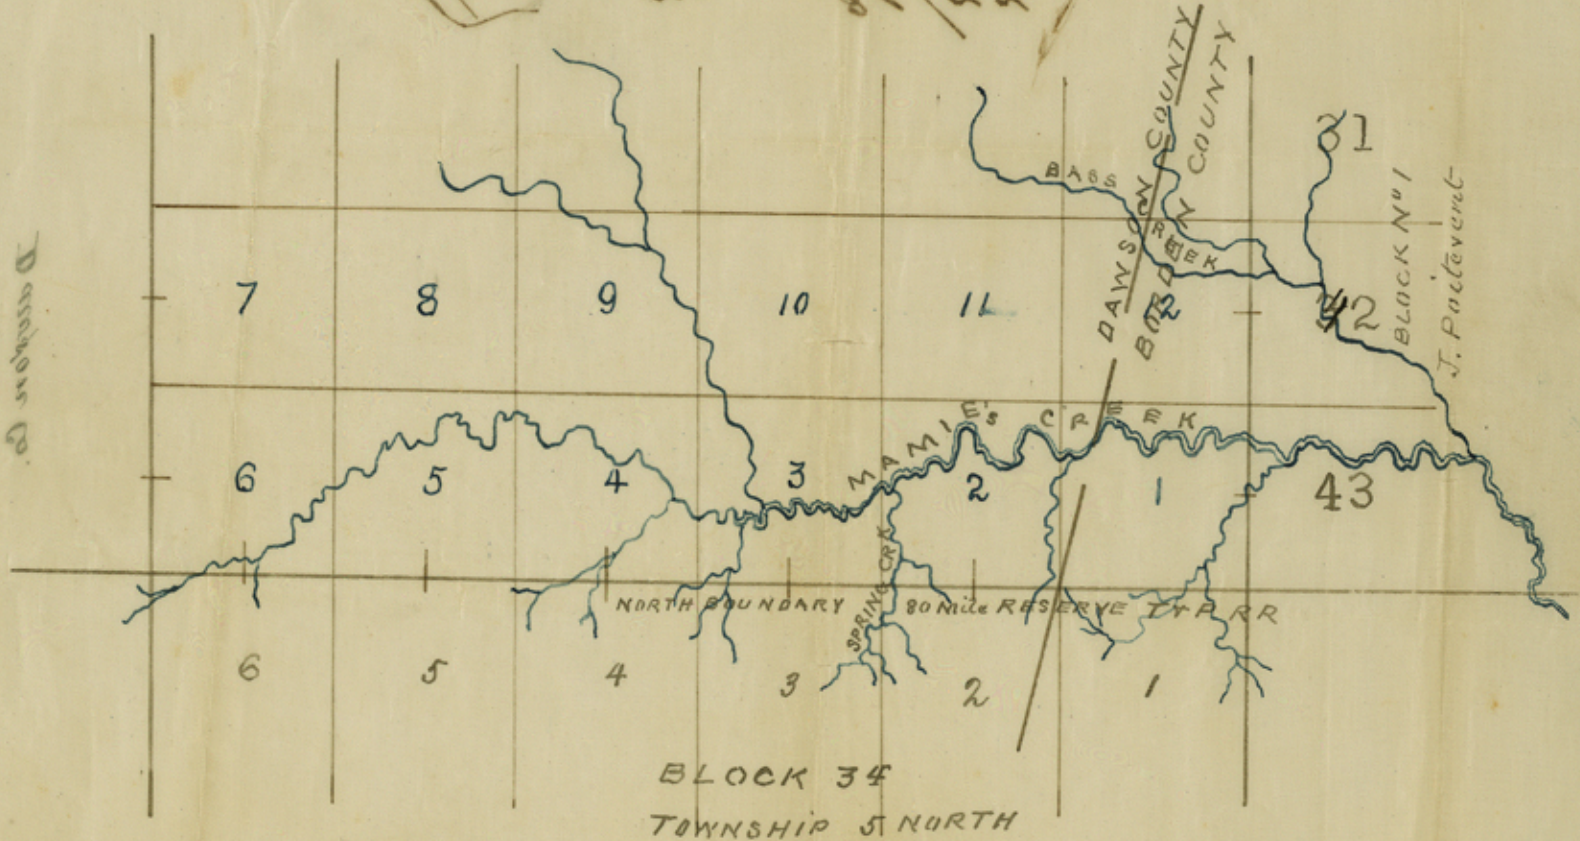 DAWSON COUNTY
BORDEN COUNTY
31
BASS CREEK
BLOCK Nº 1
J. Poitevent
Dawson Co.
7 8 9 10 11 12 42
MAMIE'S CREEK
6 5 4 3 2 1 43
SPRING CRK
NORTH BOUNDARY 80 Mile RESERVE T & P. RR
6 5 4 3 2 1
BLOCK 34
TOWNSHIP 5 NORTH